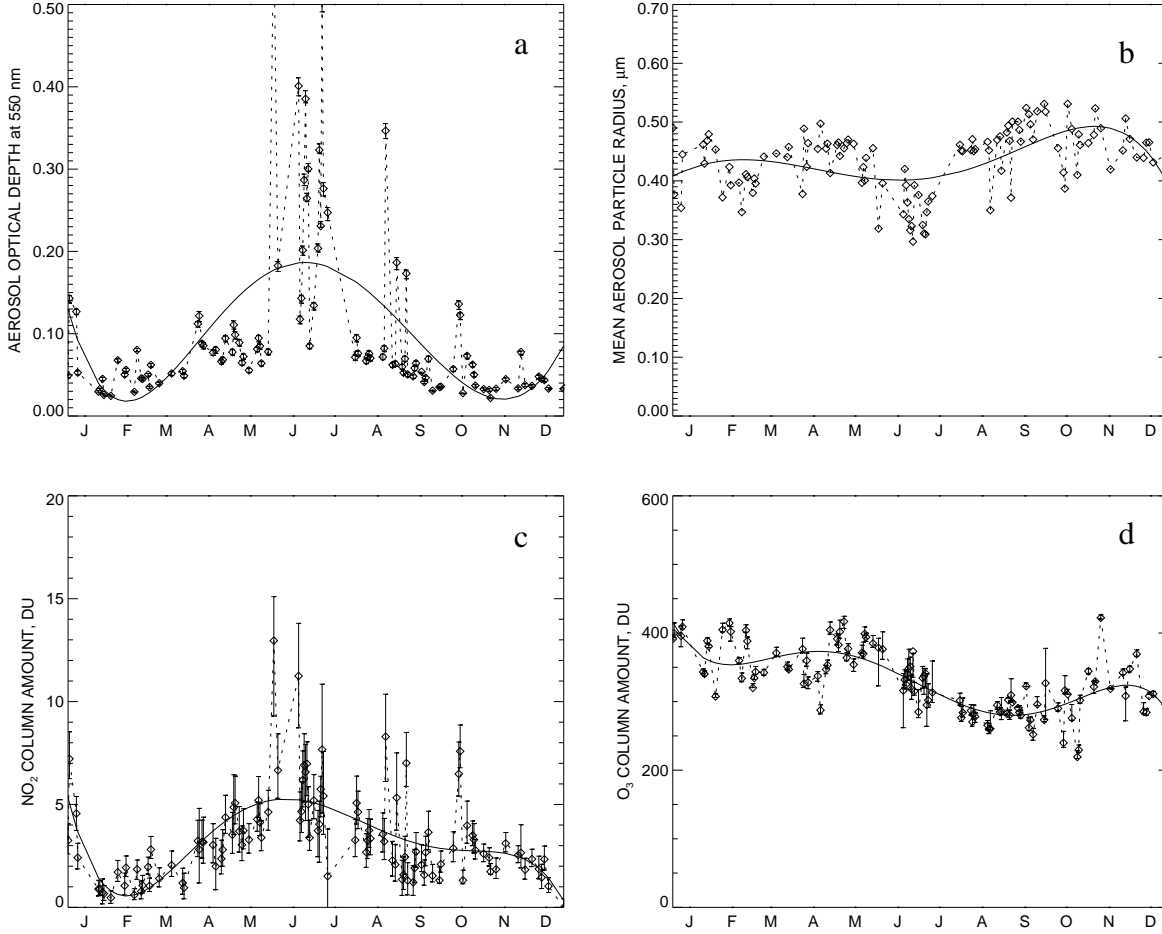 a
AEROSOL OPTICAL DEPTH at 550 nm
0.50
0.40
0.30
0.20
0.10
0.00
J F M A M J J A S O N D
b
MEAN AEROSOL PARTICLE RADIUS, μm
0.70
0.60
0.50
0.40
0.30
0.20
0.10
0.00
J F M A M J J A S O N D
c
NO₂ COLUMN AMOUNT, DU
20
15
10
5
0
J F M A M J J A S O N D
d
O₃ COLUMN AMOUNT, DU
600
400
200
0
J F M A M J J A S O N D